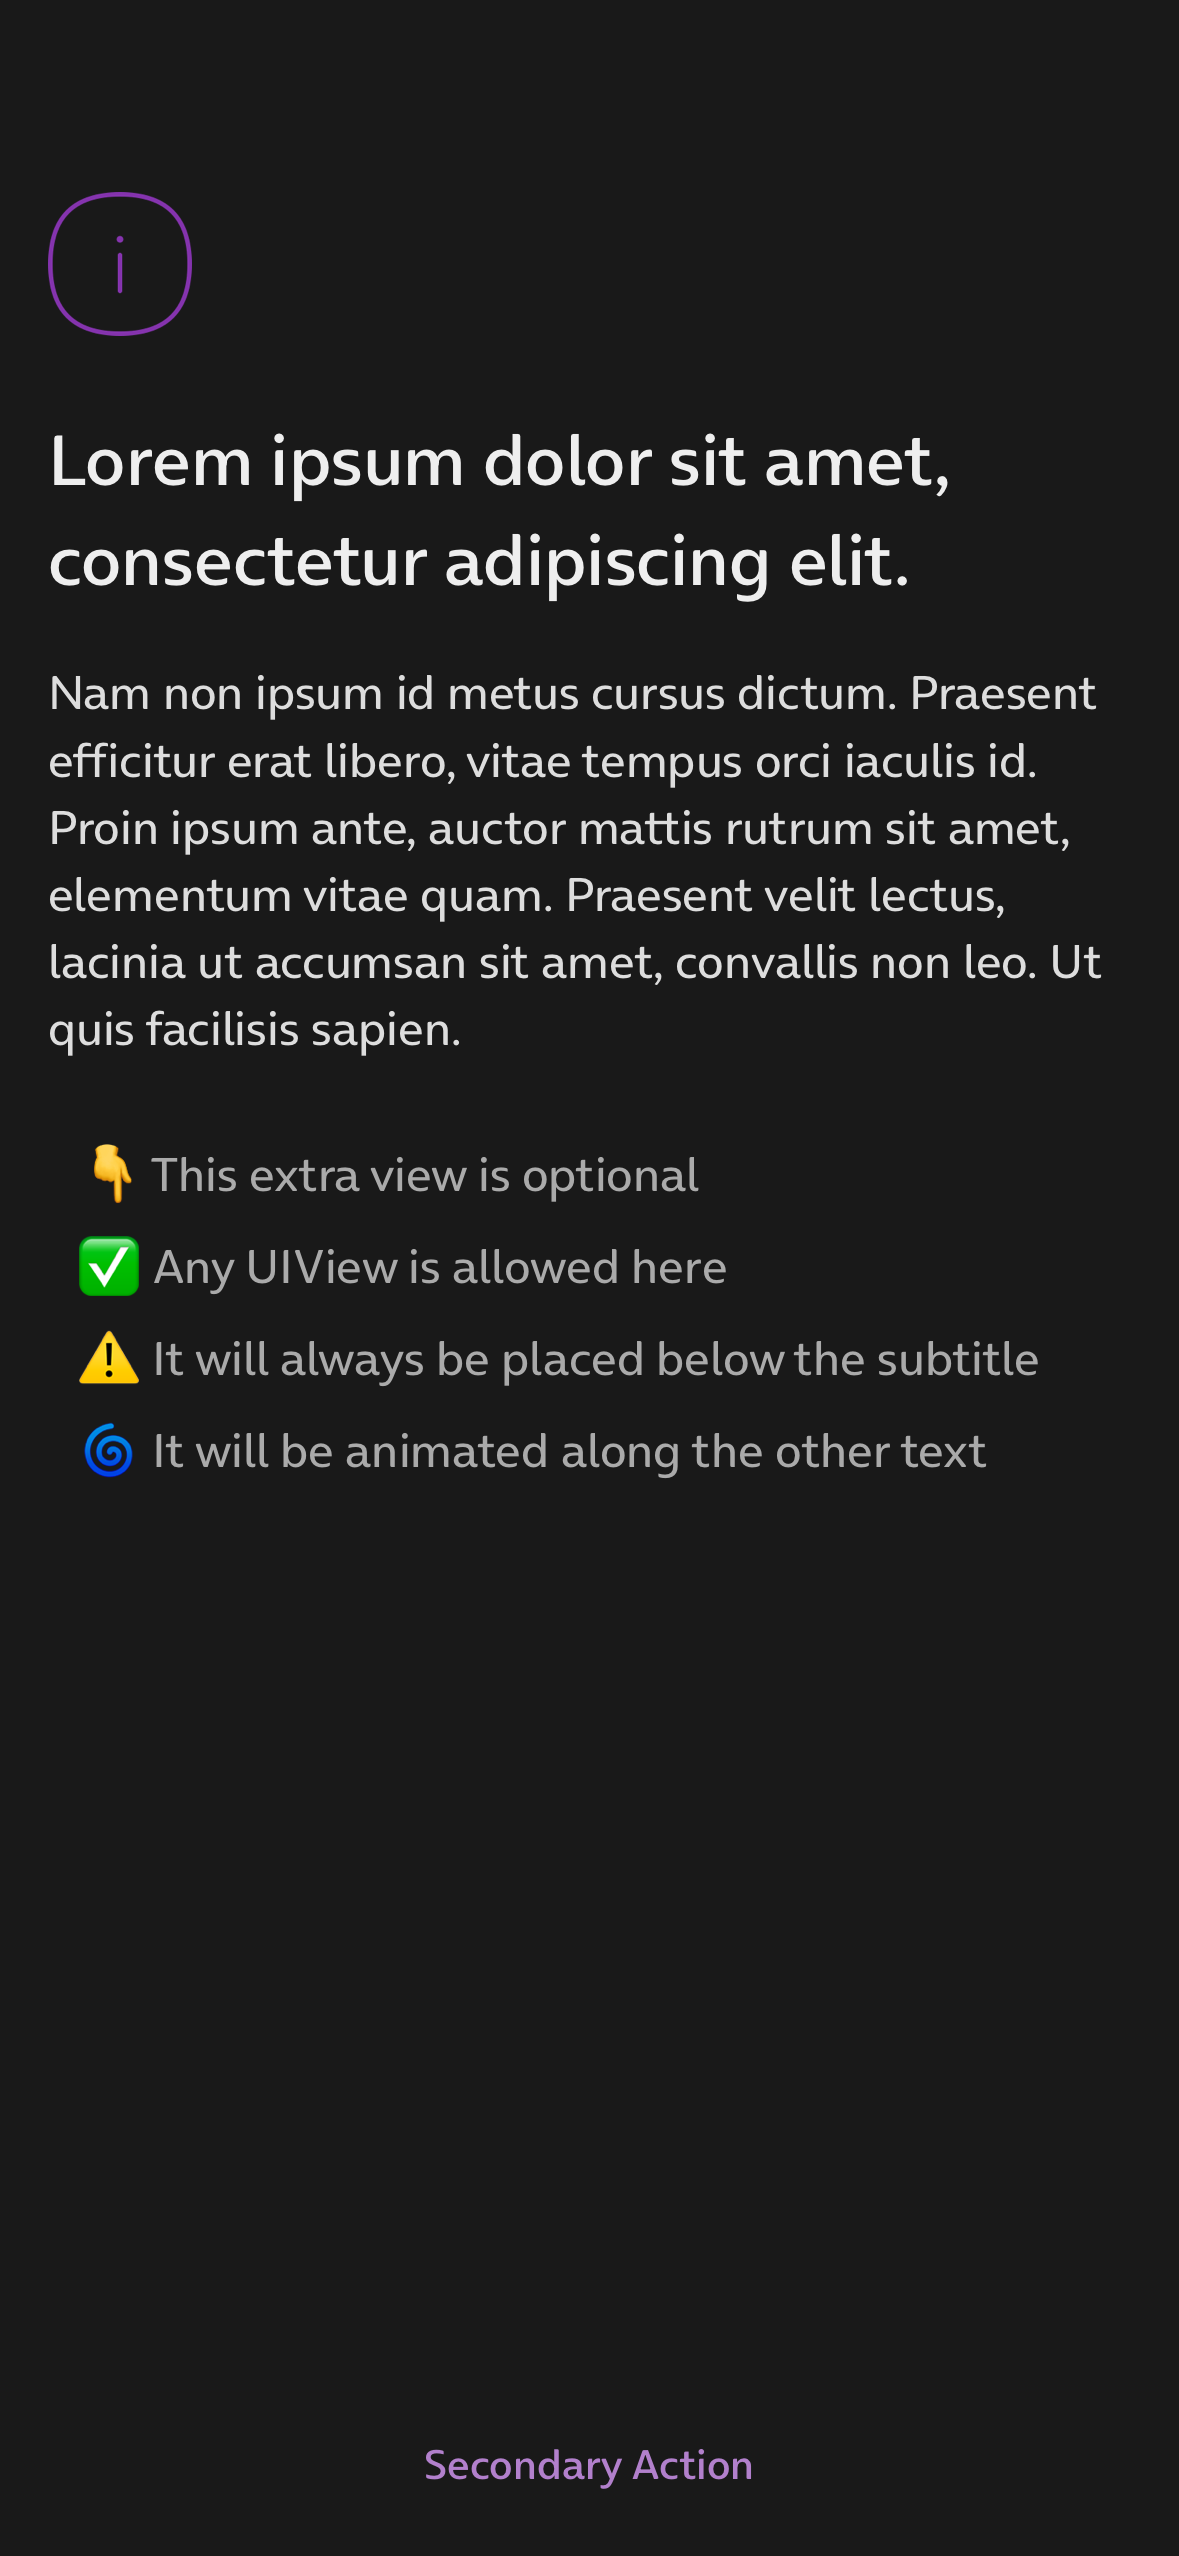 Lorem ipsum dolor sit amet,
consectetur adipiscing elit.
Nam non ipsum id metus cursus dictum. Praesent
efficitur erat libero, vitae tempus orci iaculis id.
Proin ipsum ante, auctor mattis rutrum sit amet,
elementum vitae quam. Praesent velit lectus,
lacinia ut accumsan sit amet, convallis non leo. Ut
quis facilisis sapien.
👇 This extra view is optional
✅ Any UIView is allowed here
⚠️ It will always be placed below the subtitle
🌀 It will be animated along the other text
Secondary Action